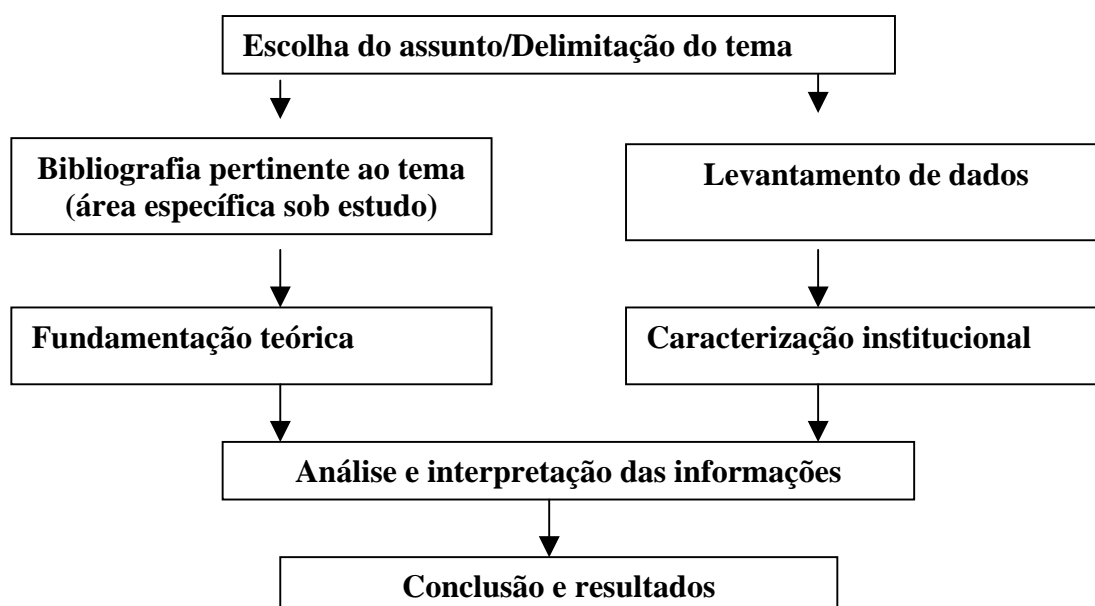 Escolha do assunto/Delimitação do tema
Bibliografia pertinente ao tema
(área específica sob estudo)
Levantamento de dados
Fundamentação teórica
Caracterização institucional
Análise e interpretação das informações
Conclusão e resultados